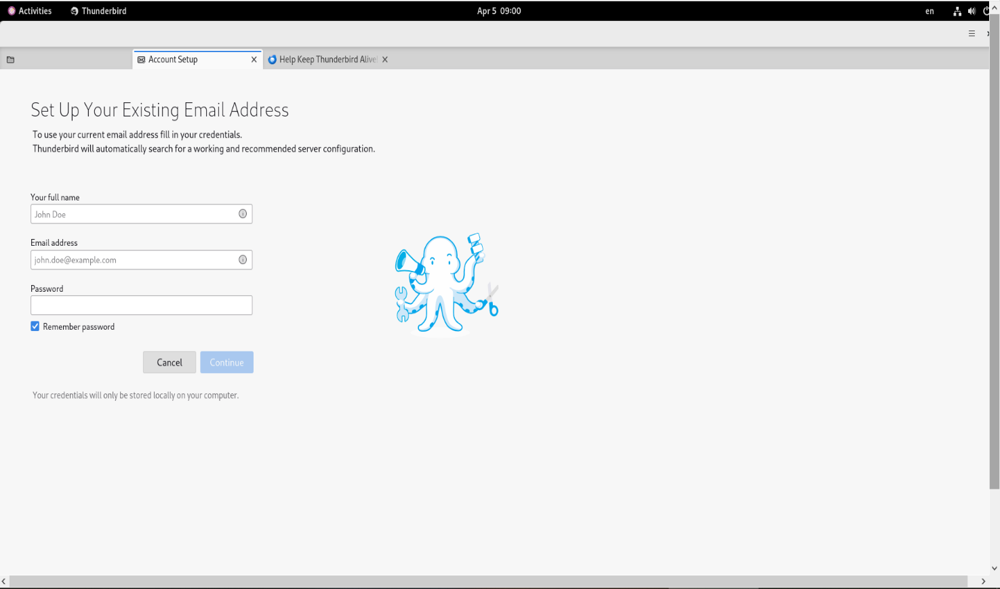 Activities
Thunderbird
Apr 5 09:00
en
Account Setup
Help Keep Thunderbird Alive!
Set Up Your Existing Email Address
To use your current email address fill in your credentials.
Thunderbird will automatically search for a working and recommended server configuration.
Your full name
John Doe
Email address
john.doe@example.com
Password
Remember password
Cancel
Continue
Your credentials will only be stored locally on your computer.